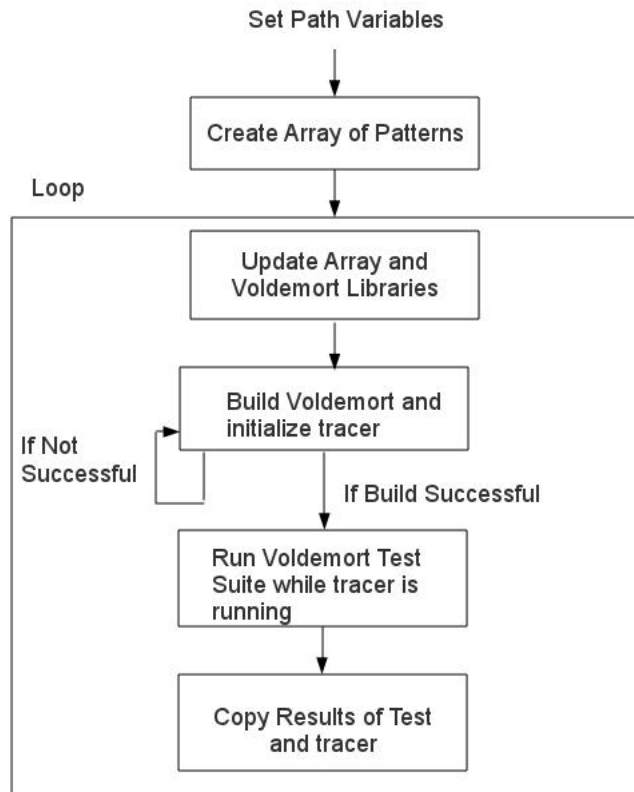 Set Path Variables
Create Array of Patterns
Loop
Update Array and
Voldemort Libraries
Build Voldemort and
initialize tracer
If Not
Successful
If Build Successful
Run Voldemort Test
Suite while tracer is
running
Copy Results of Test
and tracer